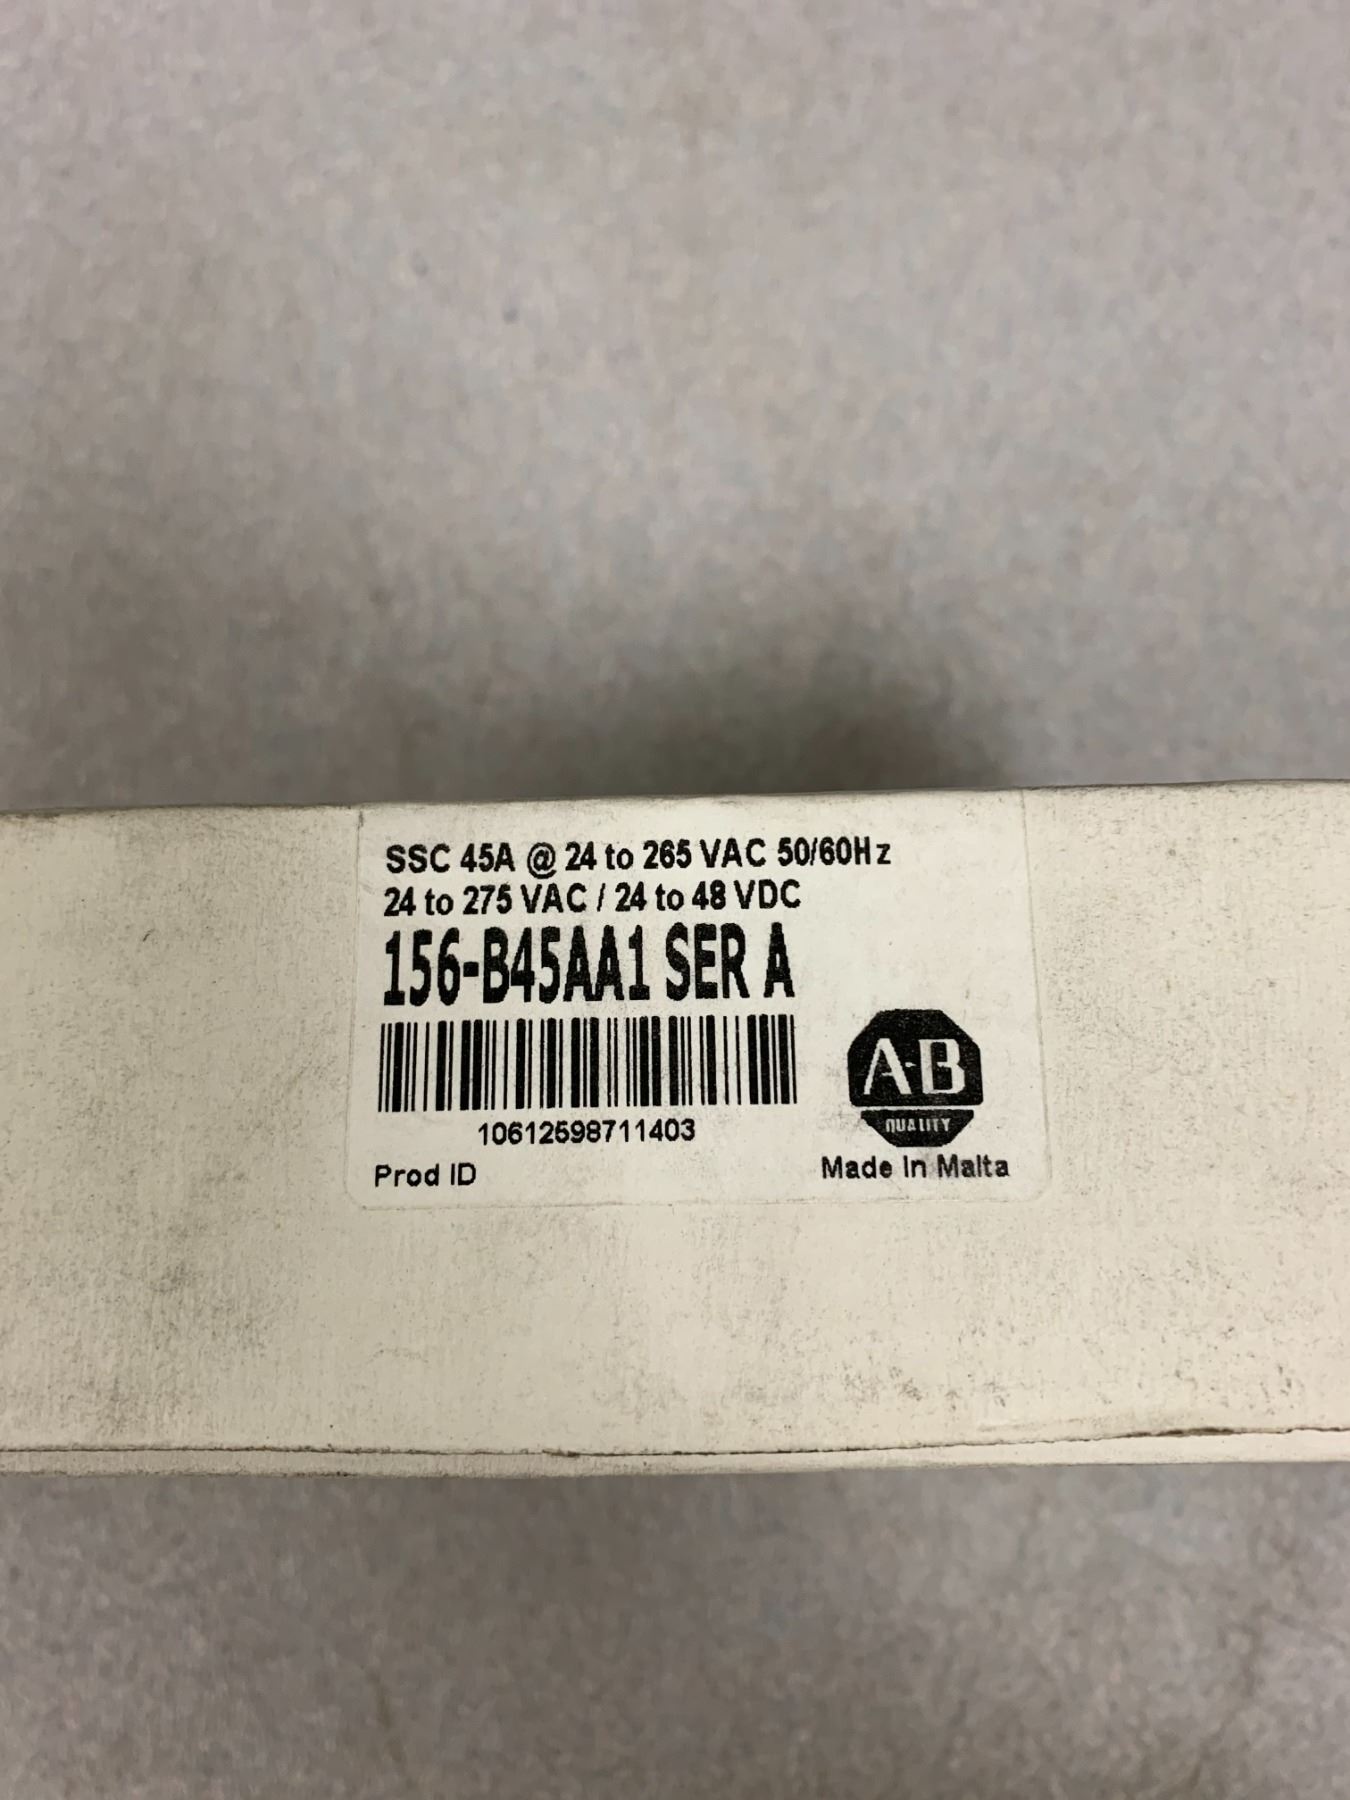 SSC 45A @ 24 to 265 VAC 50/60Hz
24 to 275 VAC / 24 to 48 VDC
156-B45AA1 SER A
10612598711403
Prod ID
A-B
QUALITY
Made In Malta